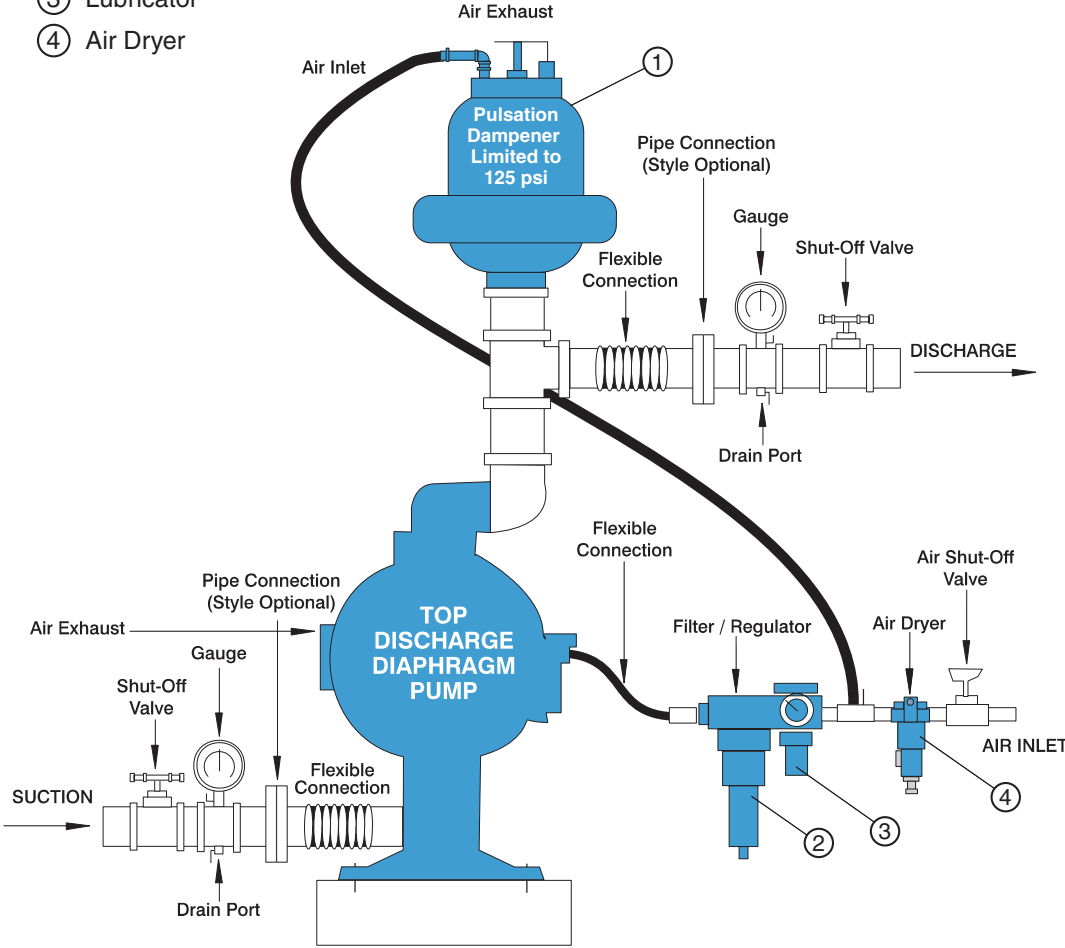 ③ Lubricator
④ Air Dryer
Air Exhaust
Air Inlet
①
Pulsation
Dampener
Limited to
125 psi
Pipe Connection
(Style Optional)
Gauge
Shut-Off Valve
Flexible
Connection
DISCHARGE
Drain Port
Flexible
Connection
Air Shut-Off
Valve
Pipe Connection
(Style Optional)
Air Exhaust
TOP
DISCHARGE
DIAPHRAGM
PUMP
Filter / Regulator
Air Dryer
Gauge
Shut-Off
Valve
AIR INLET
Flexible
Connection
SUCTION
④
③
②
Drain Port